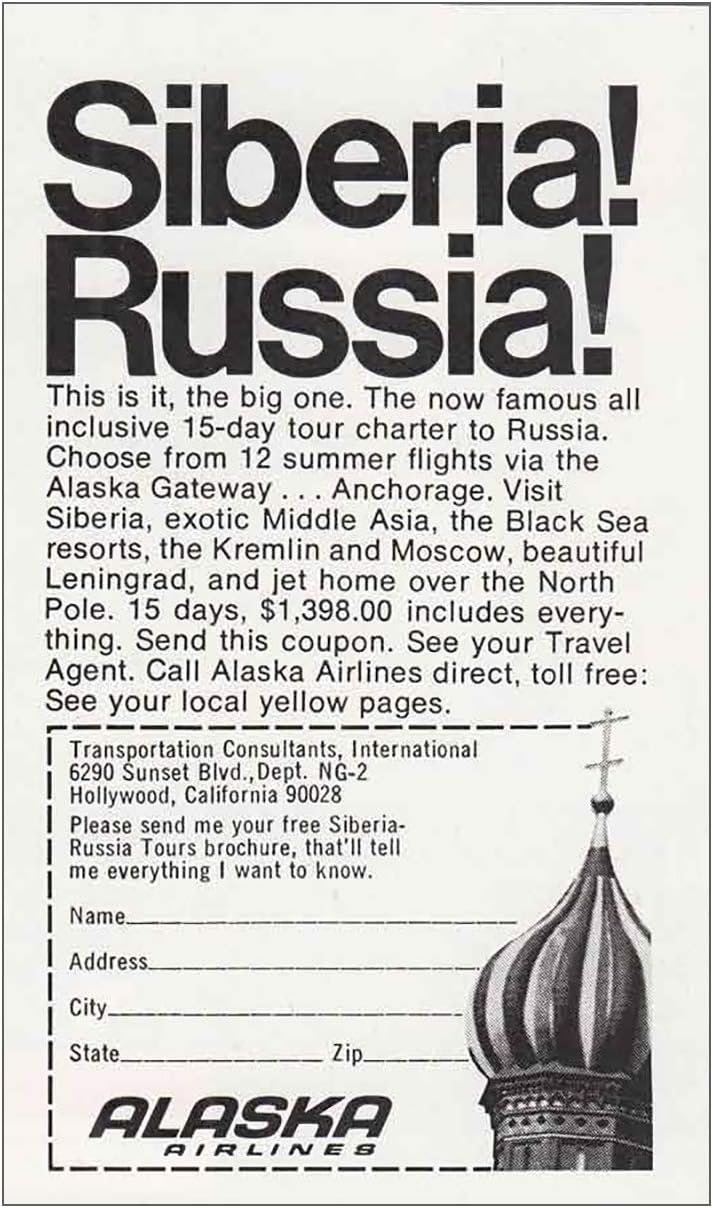 Siberia!
Russia!
This is it, the big one. The now famous all
inclusive 15-day tour charter to Russia.
Choose from 12 summer flights via the
Alaska Gateway . . . Anchorage. Visit
Siberia, exotic Middle Asia, the Black Sea
resorts, the Kremlin and Moscow, beautiful
Leningrad, and jet home over the North
Pole. 15 days, $1,398.00 includes every-
thing. Send this coupon. See your Travel
Agent. Call Alaska Airlines direct, toll free:
See your local yellow pages.
Transportation Consultants, International
6290 Sunset Blvd., Dept. NG-2
Hollywood, California 90028
Please send me your free Siberia-
Russia Tours brochure, that'll tell
me everything I want to know.
Name
Address
City
State Zip
ALASKA
AIRLINES